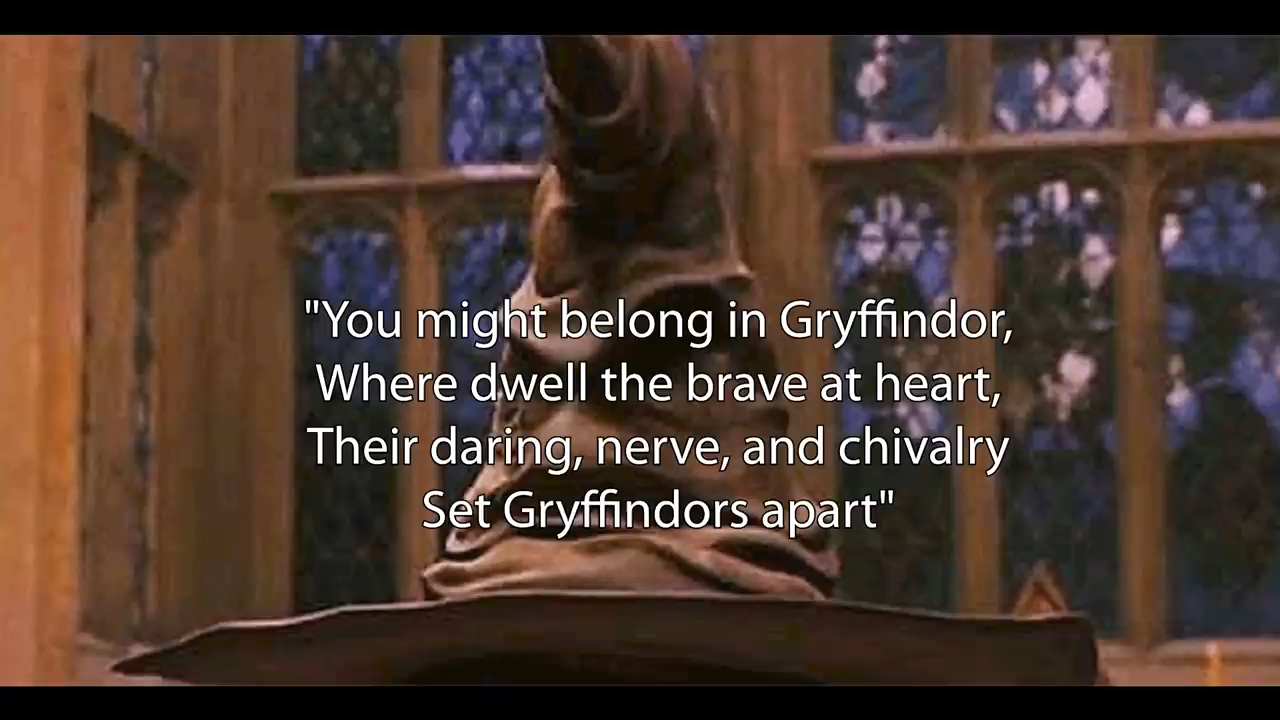 "You might belong in Gryffindor,
Where dwell the brave at heart,
Their daring, nerve, and chivalry
Set Gryffindors apart"